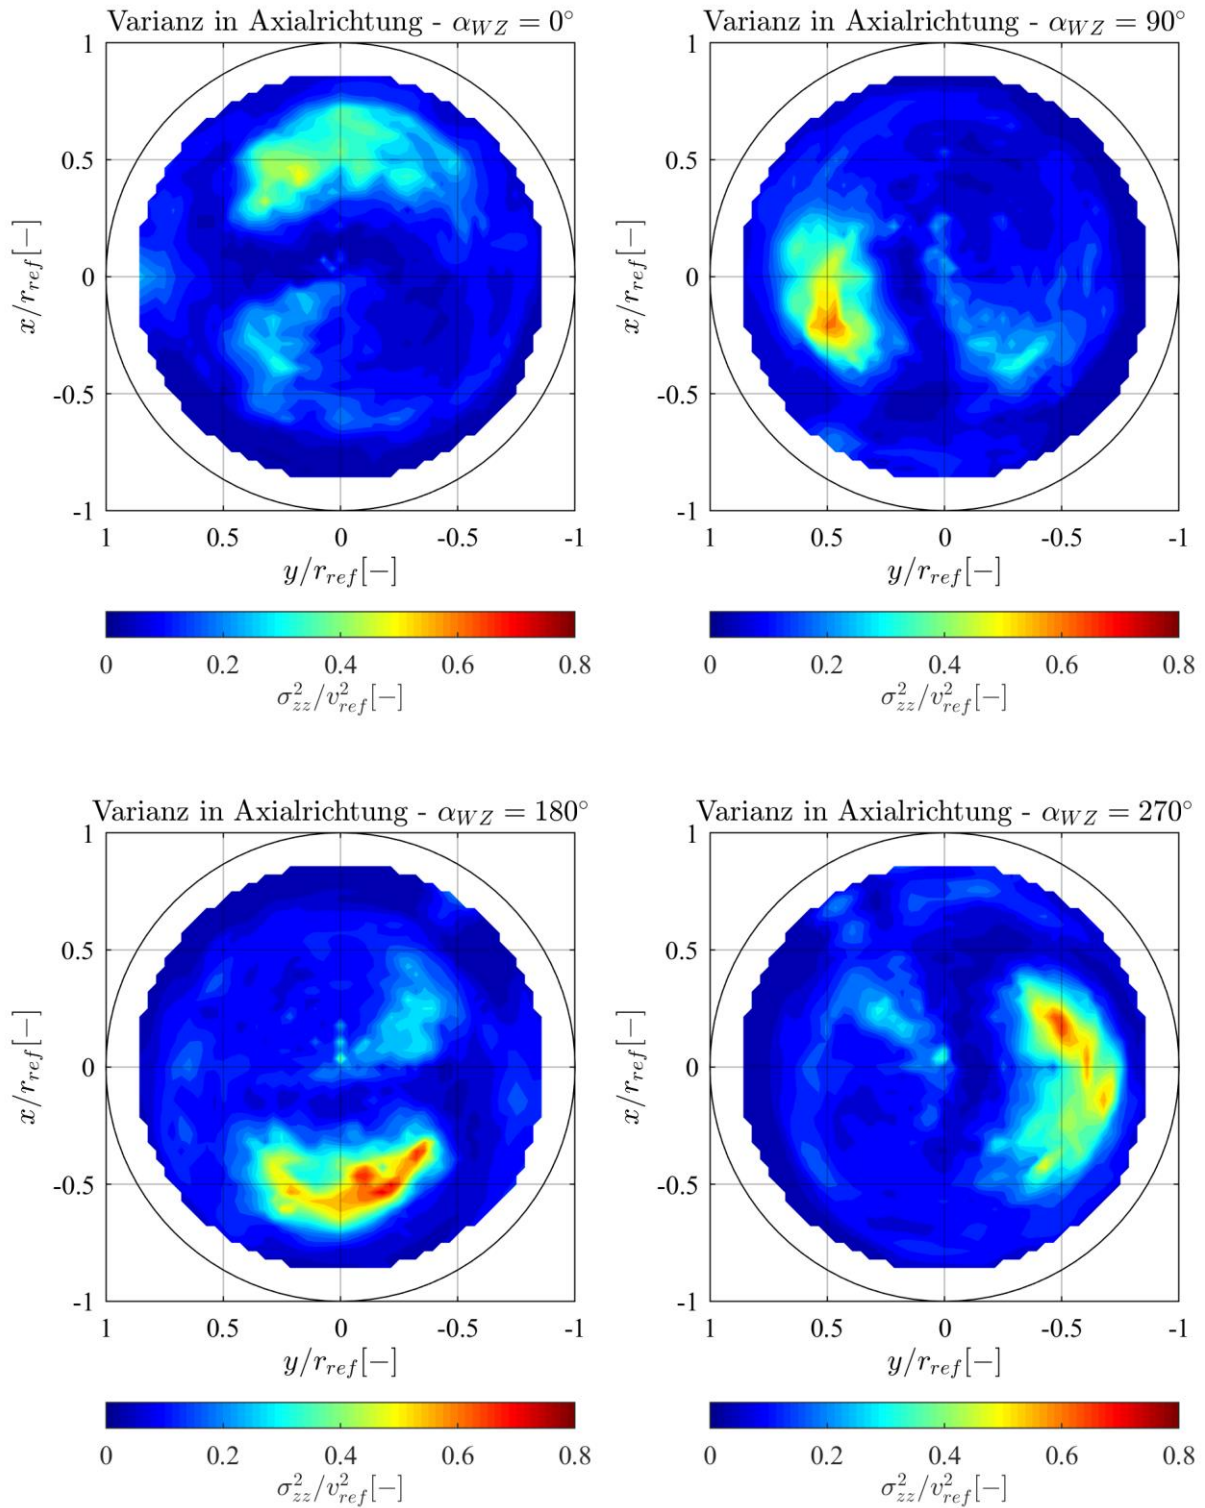 Varianz in Axialrichtung - α_WZ = 0°
1
0.5
0
-0.5
-1
x/r_ref[−]
1 0.5 0 -0.5 -1
y/r_ref[−]
0 0.2 0.4 0.6 0.8
σ²_zz/v²_ref[−]
Varianz in Axialrichtung - α_WZ = 90°
1
0.5
0
-0.5
-1
x/r_ref[−]
1 0.5 0 -0.5 -1
y/r_ref[−]
0 0.2 0.4 0.6 0.8
σ²_zz/v²_ref[−]
Varianz in Axialrichtung - α_WZ = 180°
1
0.5
0
-0.5
-1
x/r_ref[−]
1 0.5 0 -0.5 -1
y/r_ref[−]
0 0.2 0.4 0.6 0.8
σ²_zz/v²_ref[−]
Varianz in Axialrichtung - α_WZ = 270°
1
0.5
0
-0.5
-1
x/r_ref[−]
1 0.5 0 -0.5 -1
y/r_ref[−]
0 0.2 0.4 0.6 0.8
σ²_zz/v²_ref[−]